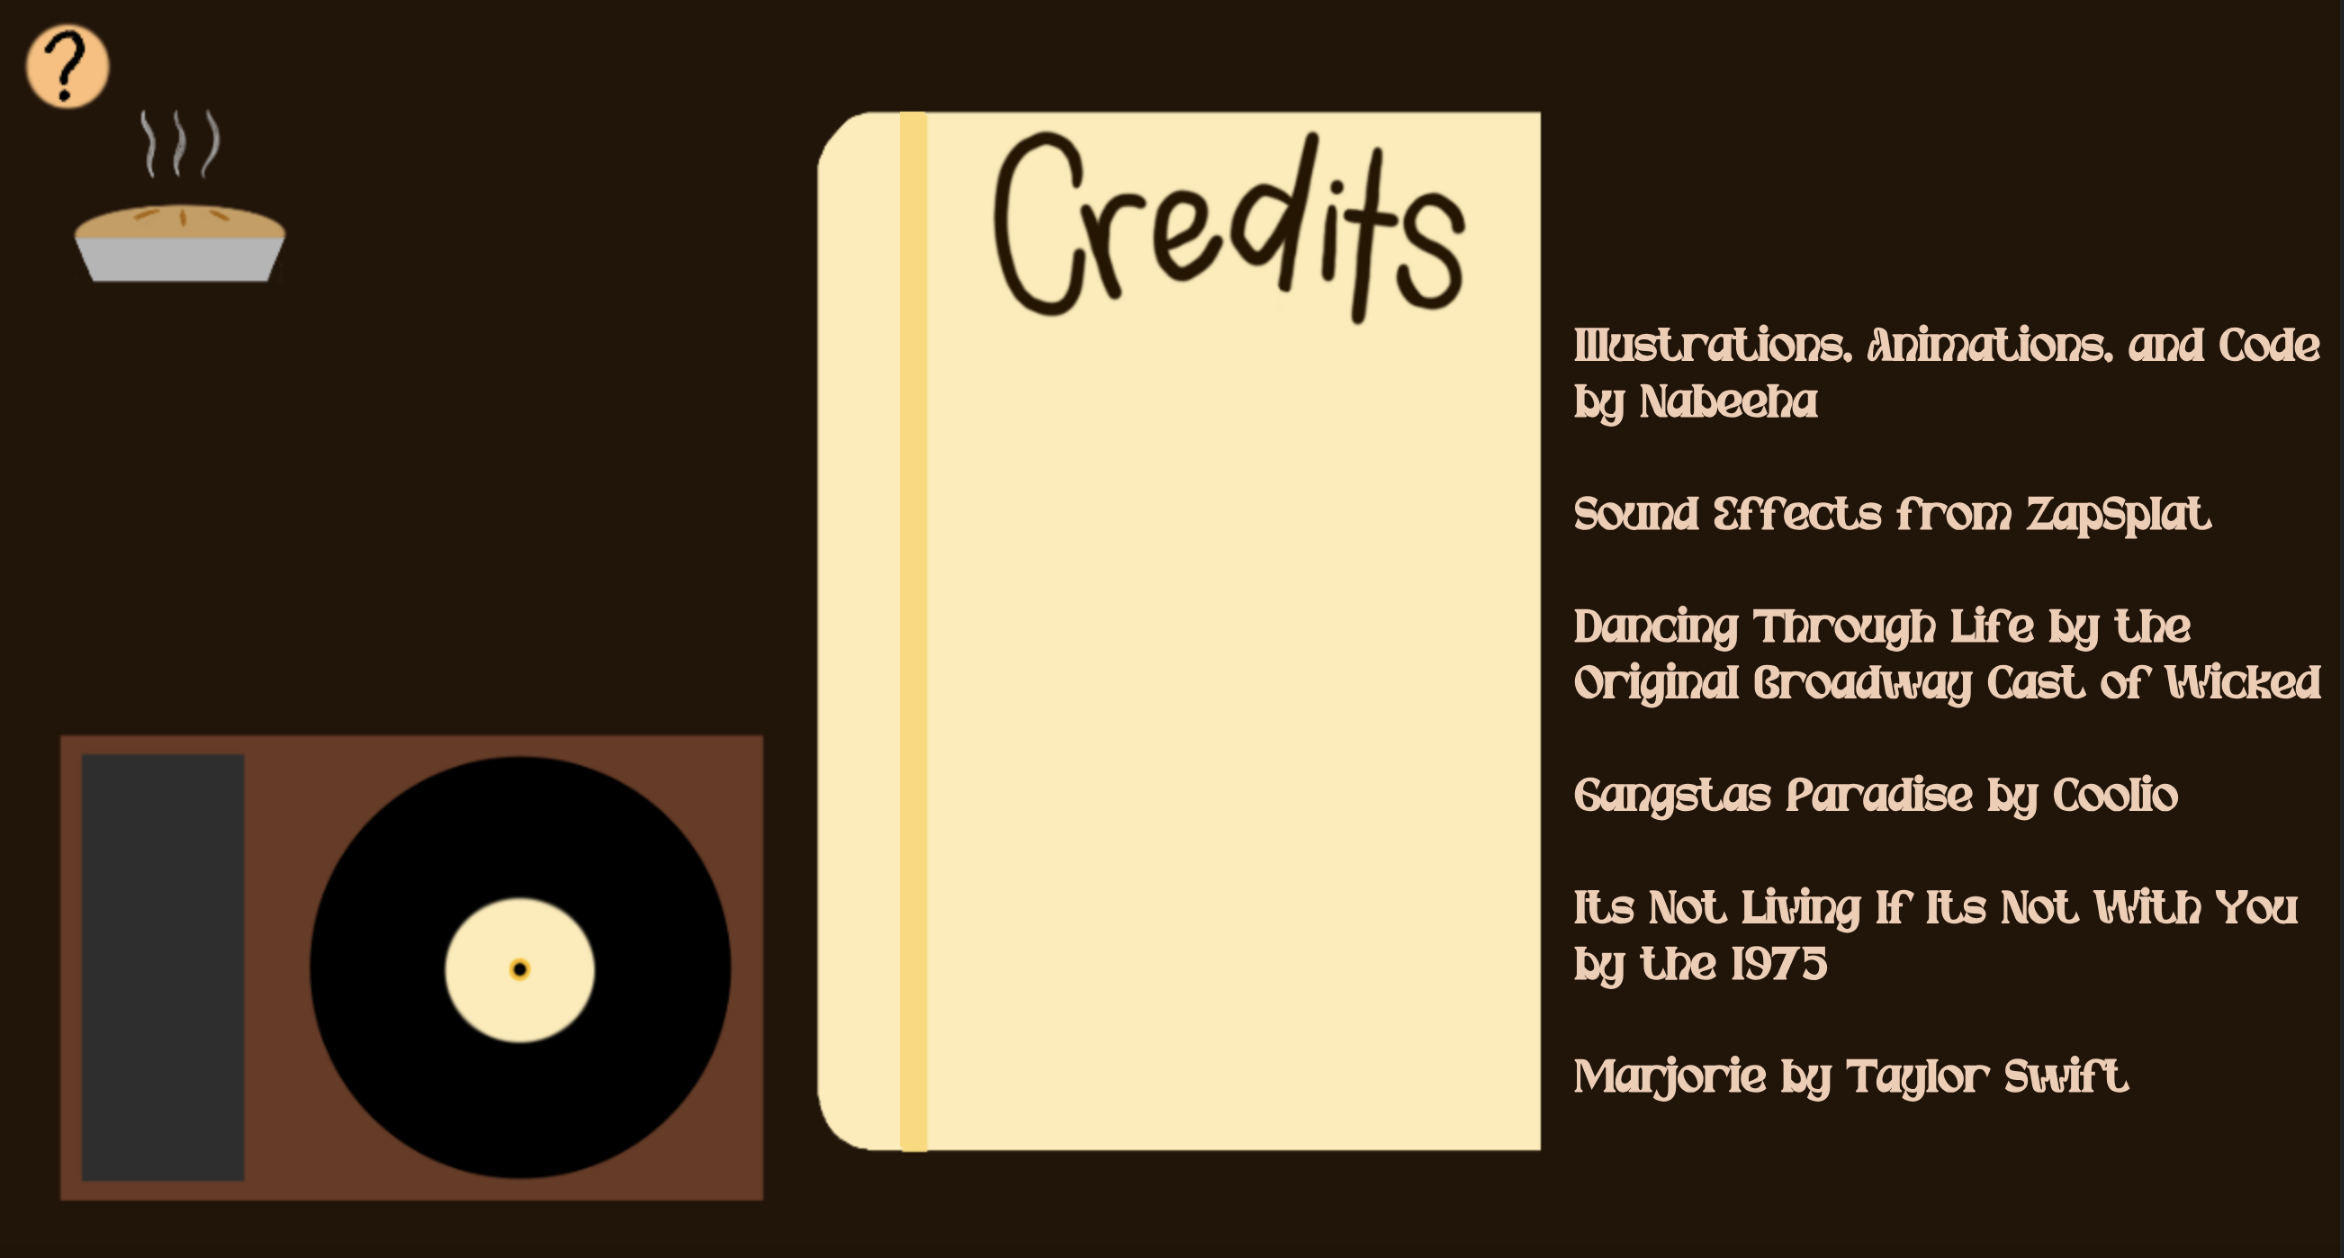 ?
Credits
Illustrations, Animations, and Code
by Nabeeha
Sound Effects from ZapSplat
Dancing Through Life by the
Original Broadway Cast of Wicked
Gangstas Paradise by Coolio
Its Not Living If Its Not With You
by the 1975
Marjorie by Taylor Swift